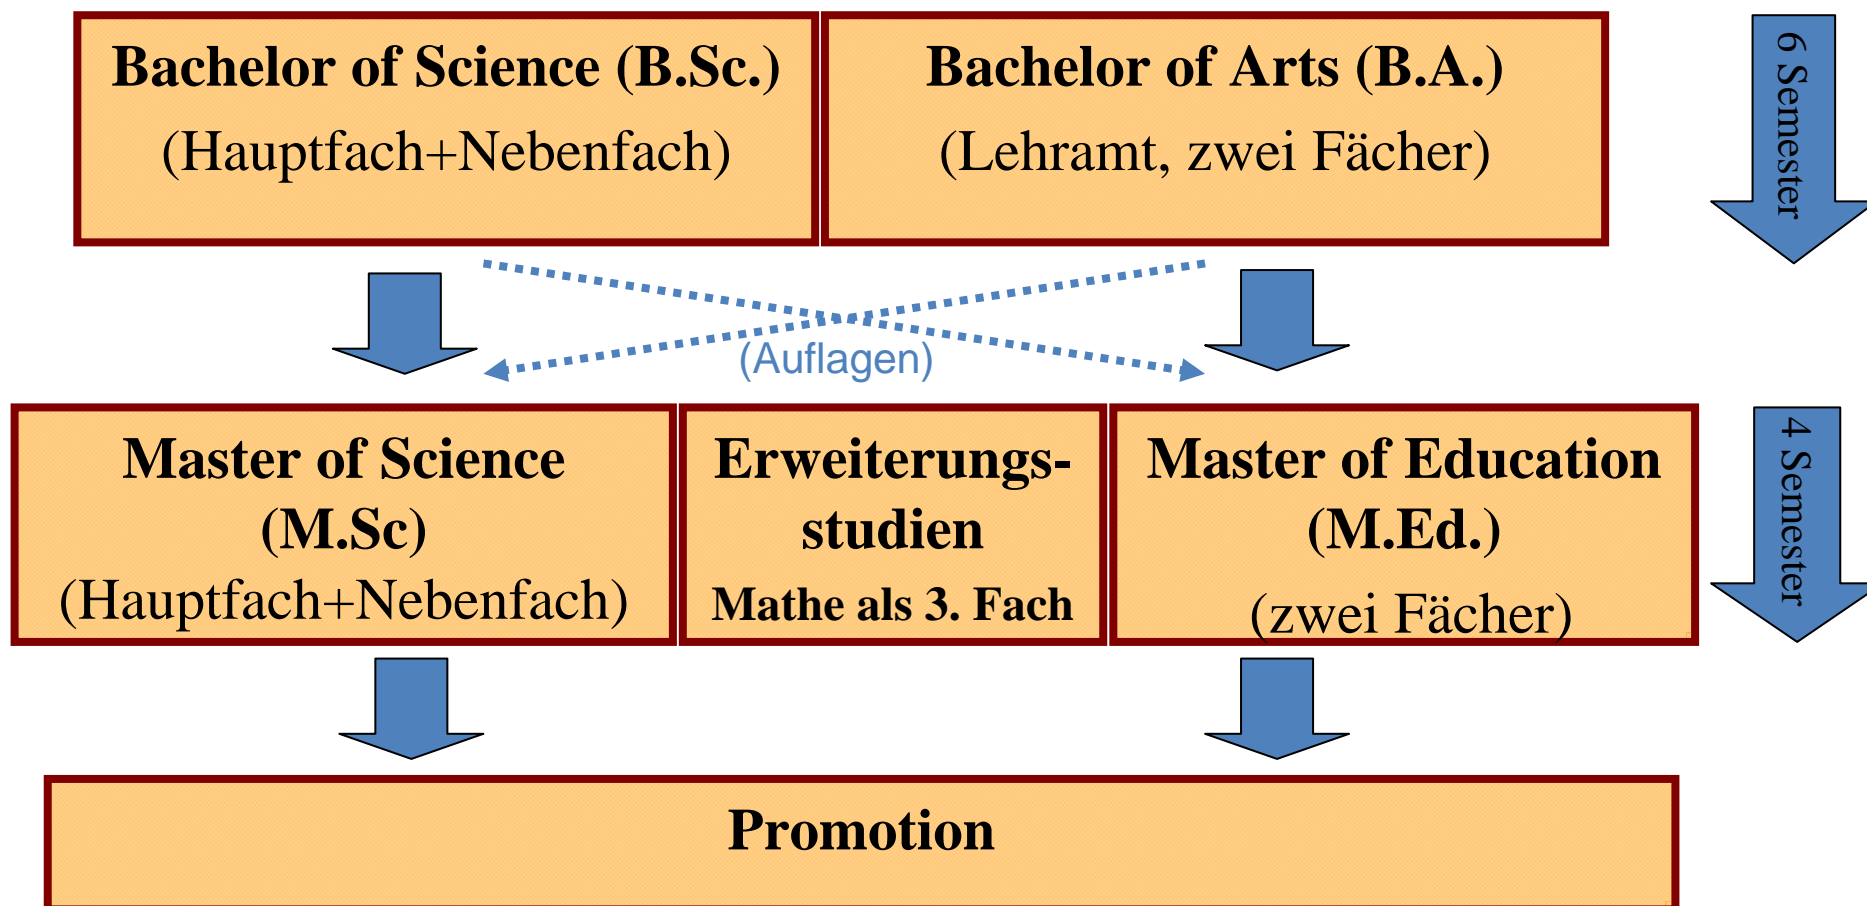 Bachelor of Science (B.Sc.)
(Hauptfach+Nebenfach)
Bachelor of Arts (B.A.)
(Lehramt, zwei Fächer)
6 Semester
(Auflagen)
Master of Science
(M.Sc)
(Hauptfach+Nebenfach)
Erweiterungs-
studien
Mathe als 3. Fach
Master of Education
(M.Ed.)
(zwei Fächer)
4 Semester
Promotion